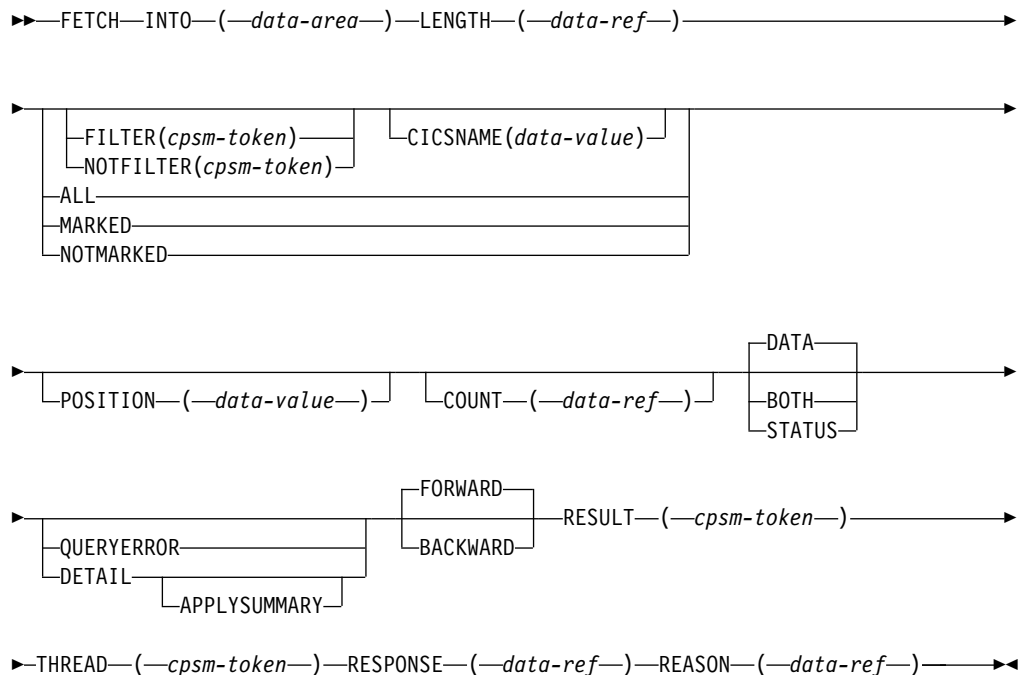 FETCH INTO ( data-area ) LENGTH ( data-ref )
FILTER(cpsm-token) CICSNAME(data-value)
NOTFILTER(cpsm-token)
ALL
MARKED
NOTMARKED
DATA
POSITION ( data-value ) COUNT ( data-ref ) BOTH
STATUS
FORWARD
RESULT ( cpsm-token )
QUERYERROR BACKWARD
DETAIL
APPLYSUMMARY
THREAD ( cpsm-token ) RESPONSE ( data-ref ) REASON ( data-ref )